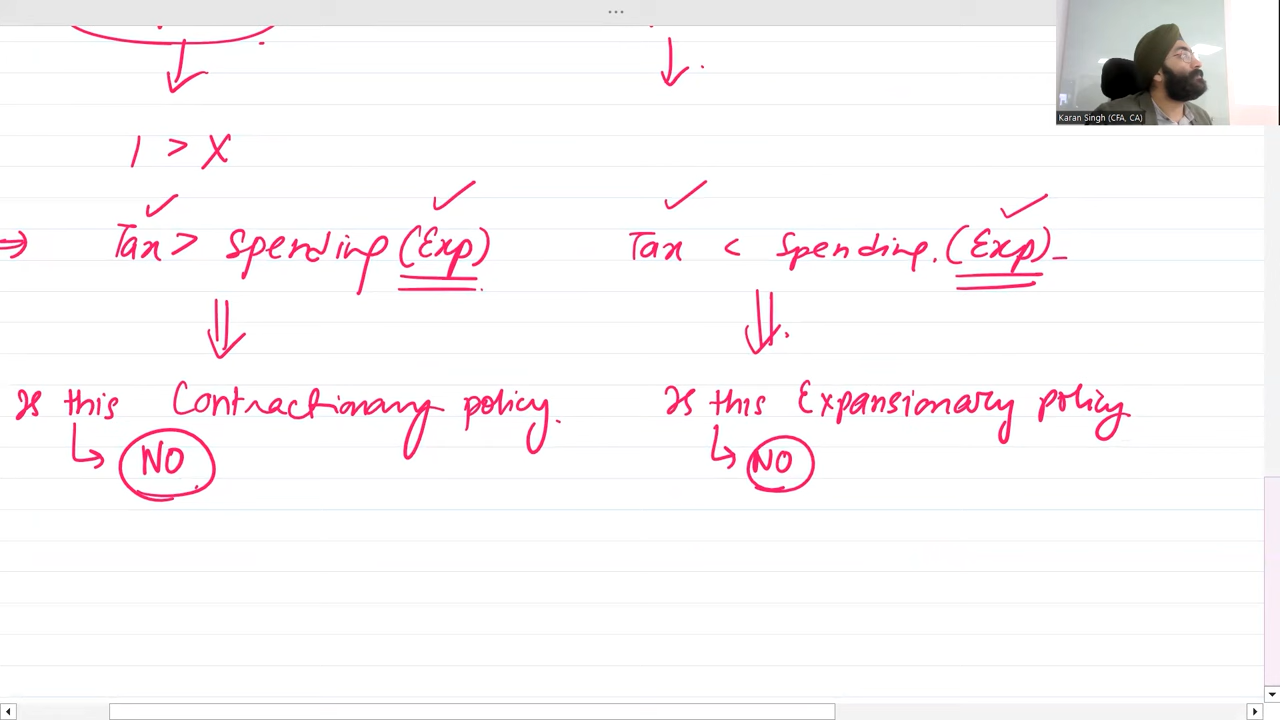 Karan Singh (CFA, CA)
I > X
⇒ Tax > Spending (Exp)
Tax < Spending. (Exp)
Is this Contractionary policy.
Is this Expansionary policy
↳ NO
↳ NO